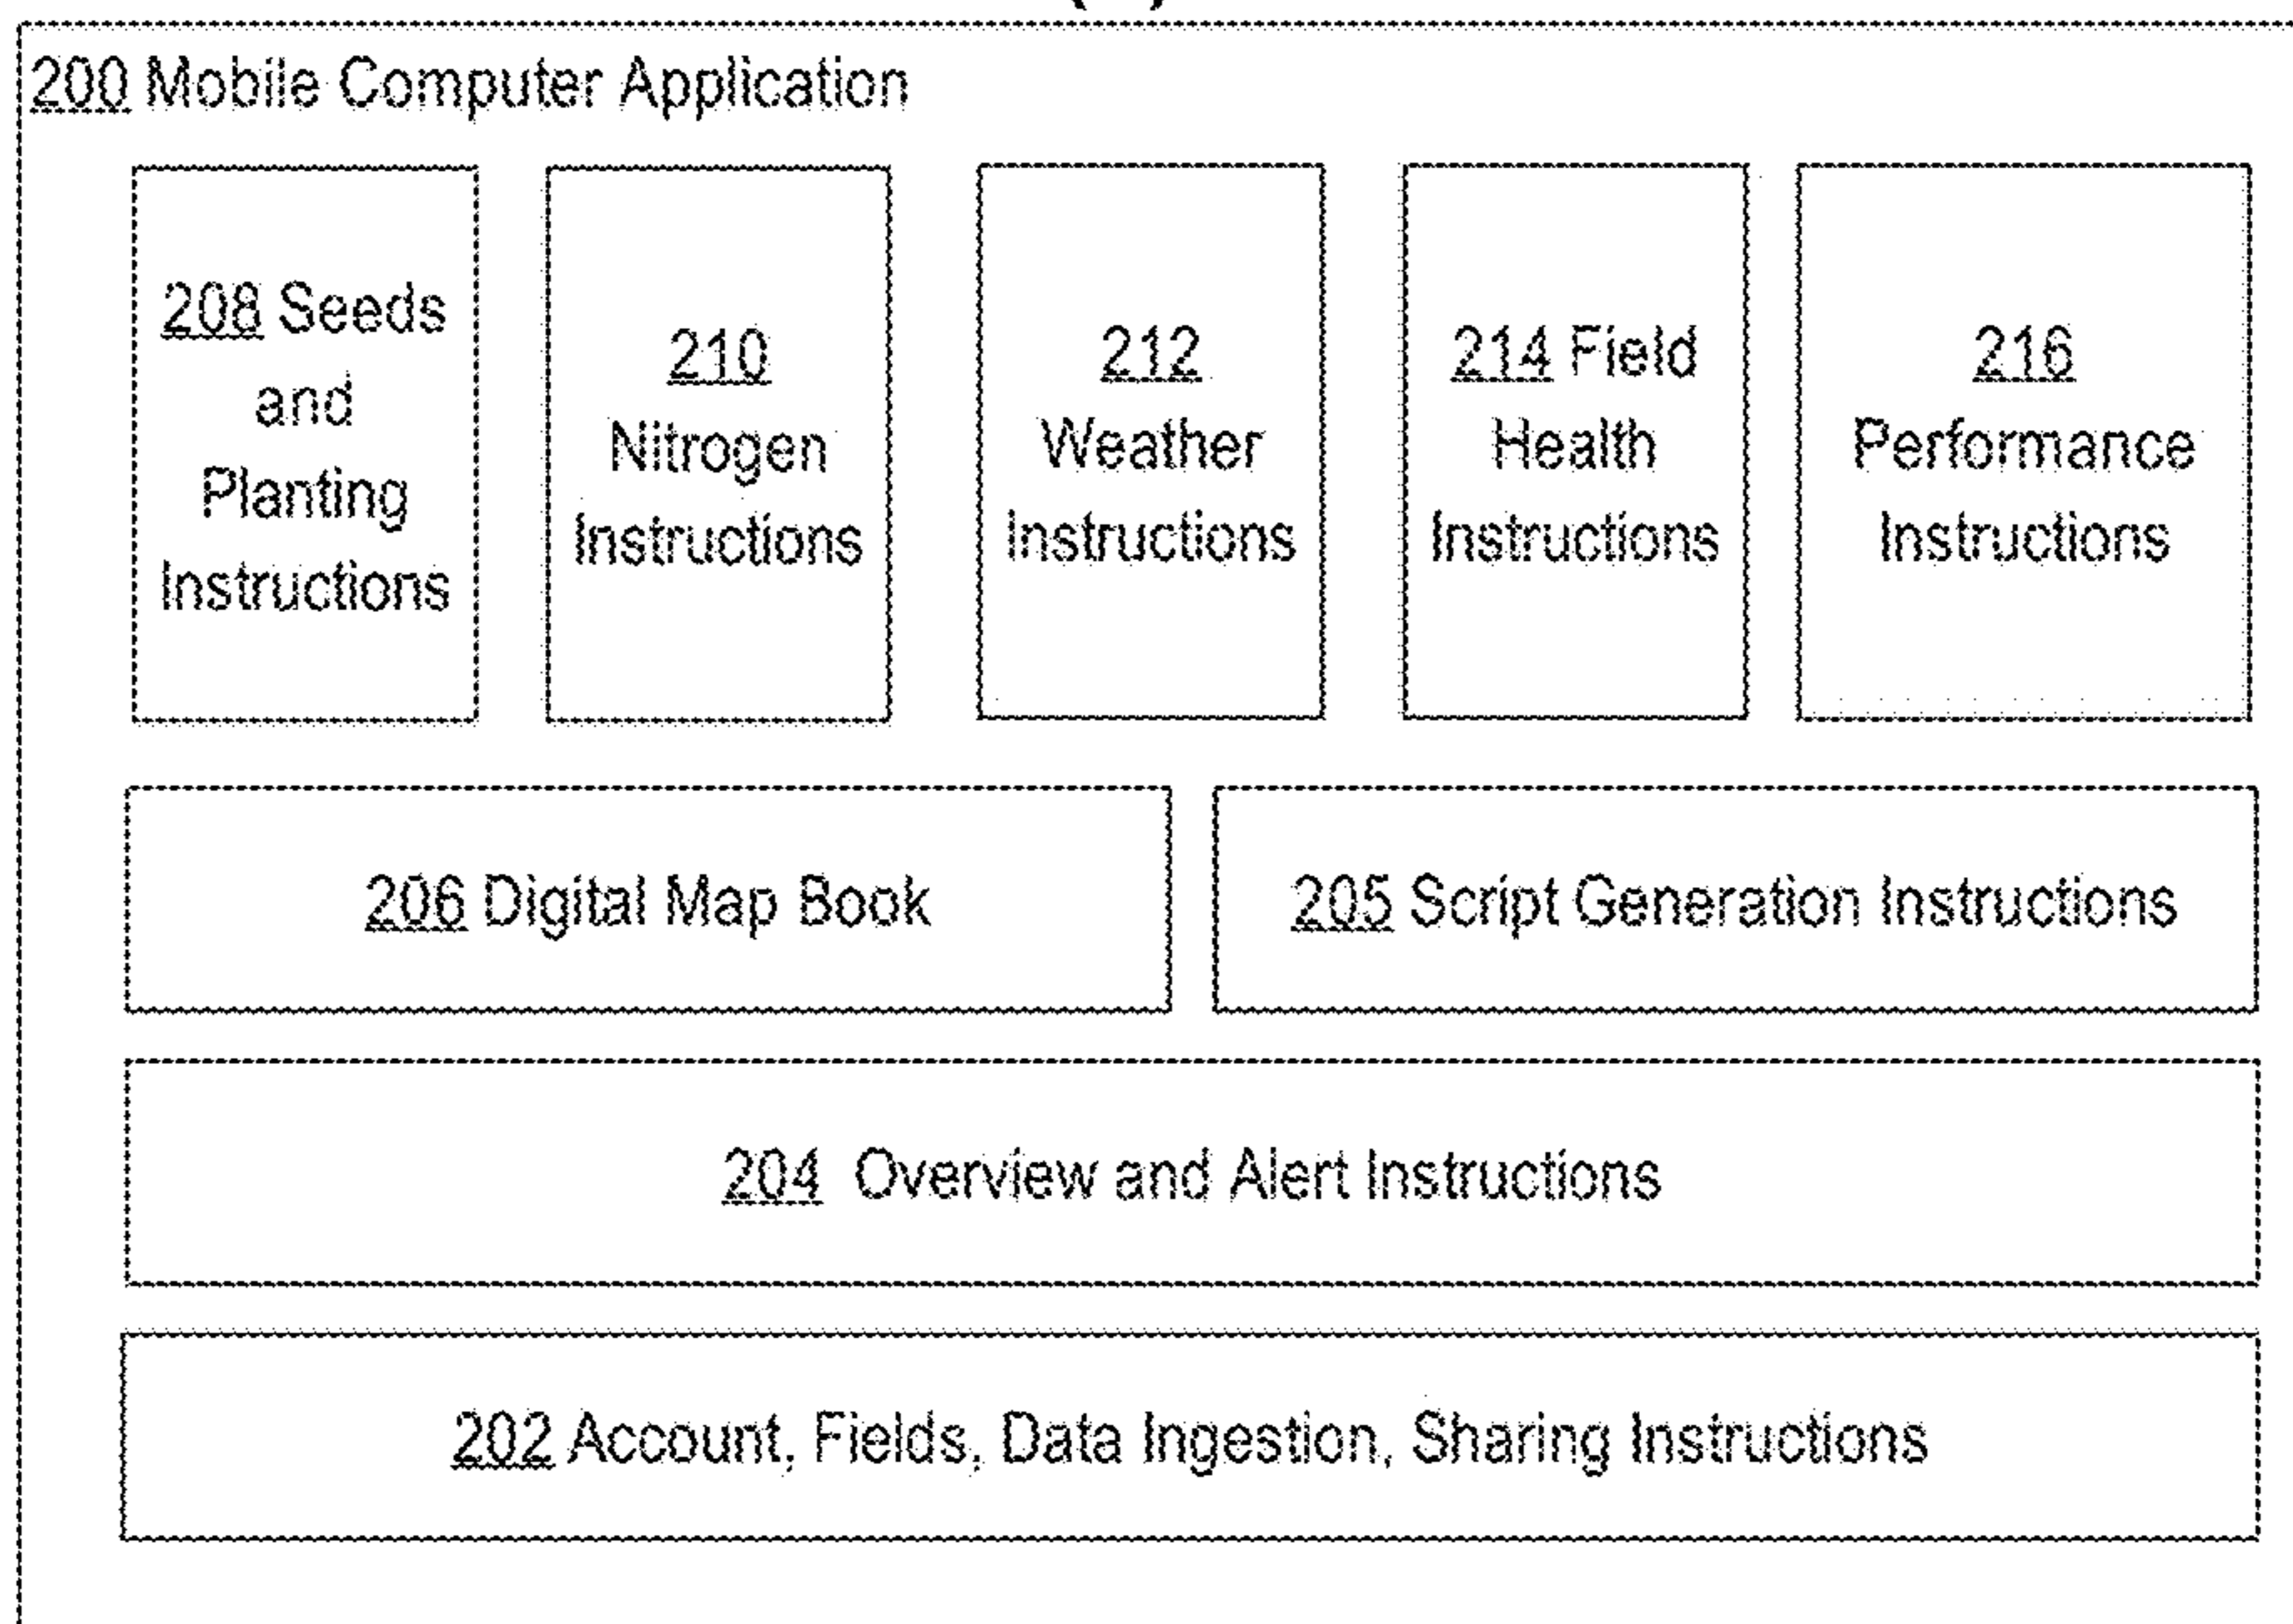 200 Mobile Computer Application
208 Seeds
and
Planting
Instructions
210
Nitrogen
Instructions
212
Weather
Instructions
214 Field
Health
Instructions
216
Performance
Instructions
206 Digital Map Book
205 Script Generation Instructions
204 Overview and Alert Instructions
202 Account, Fields, Data Ingestion, Sharing Instructions